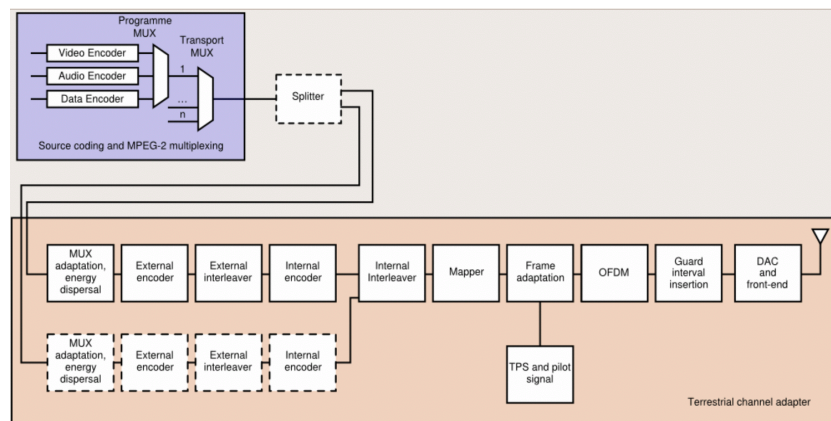 Programme
MUX
Transport
MUX
Video Encoder
Audio Encoder
Data Encoder
1
...
n
Source coding and MPEG-2 multiplexing
Splitter
MUX
adaptation,
energy
dispersal
External
encoder
External
interleaver
Internal
encoder
Internal
Interleaver
Mapper
Frame
adaptation
OFDM
Guard
interval
insertion
DAC
and
front-end
MUX
adaptation,
energy
dispersal
External
encoder
External
interleaver
Internal
encoder
TPS and pilot
signal
Terrestrial channel adapter